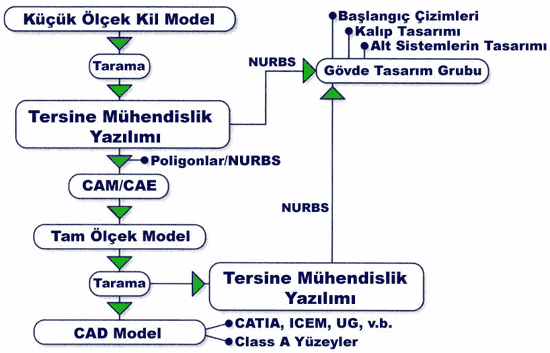 Küçük Ölçek Kil Model
Başlangıç Çizimleri
Kalıp Tasarımı
Alt Sistemlerin Tasarımı
Tarama
NURBS
Gövde Tasarım Grubu
Tersine Mühendislik
Yazılımı
Poligonlar/NURBS
CAM/CAE
NURBS
Tam Ölçek Model
Tarama
Tersine Mühendislik
Yazılımı
CAD Model
CATIA, ICEM, UG, v.b.
Class A Yüzeyler